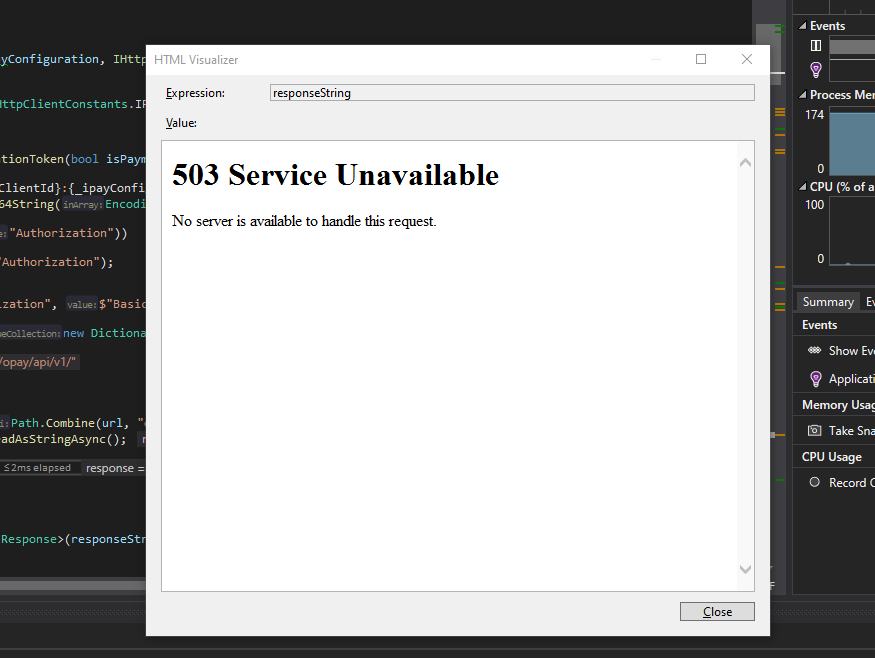 HTML Visualizer
Expression: responseString
Value:
503 Service Unavailable
No server is available to handle this request.
Close
yConfiguration, IHttp
HttpClientConstants.IP
tionToken(bool isPaym
ClientId}:{_ipayConfi
64String(inArray:Encodi
e:"Authorization"))
"Authorization");
ization", value:$"Basic
ueCollection:new Dictiona
/opay/api/v1/"
i:Path.Combine(url, "
adAsStringAsync();
≤2ms elapsed response =
Response>(responseStr
Events
Process Mem
174
0
CPU (% of a
100
0
Summary Ev
Events
Show Eve
Applicati
Memory Usag
Take Sna
CPU Usage
Record C